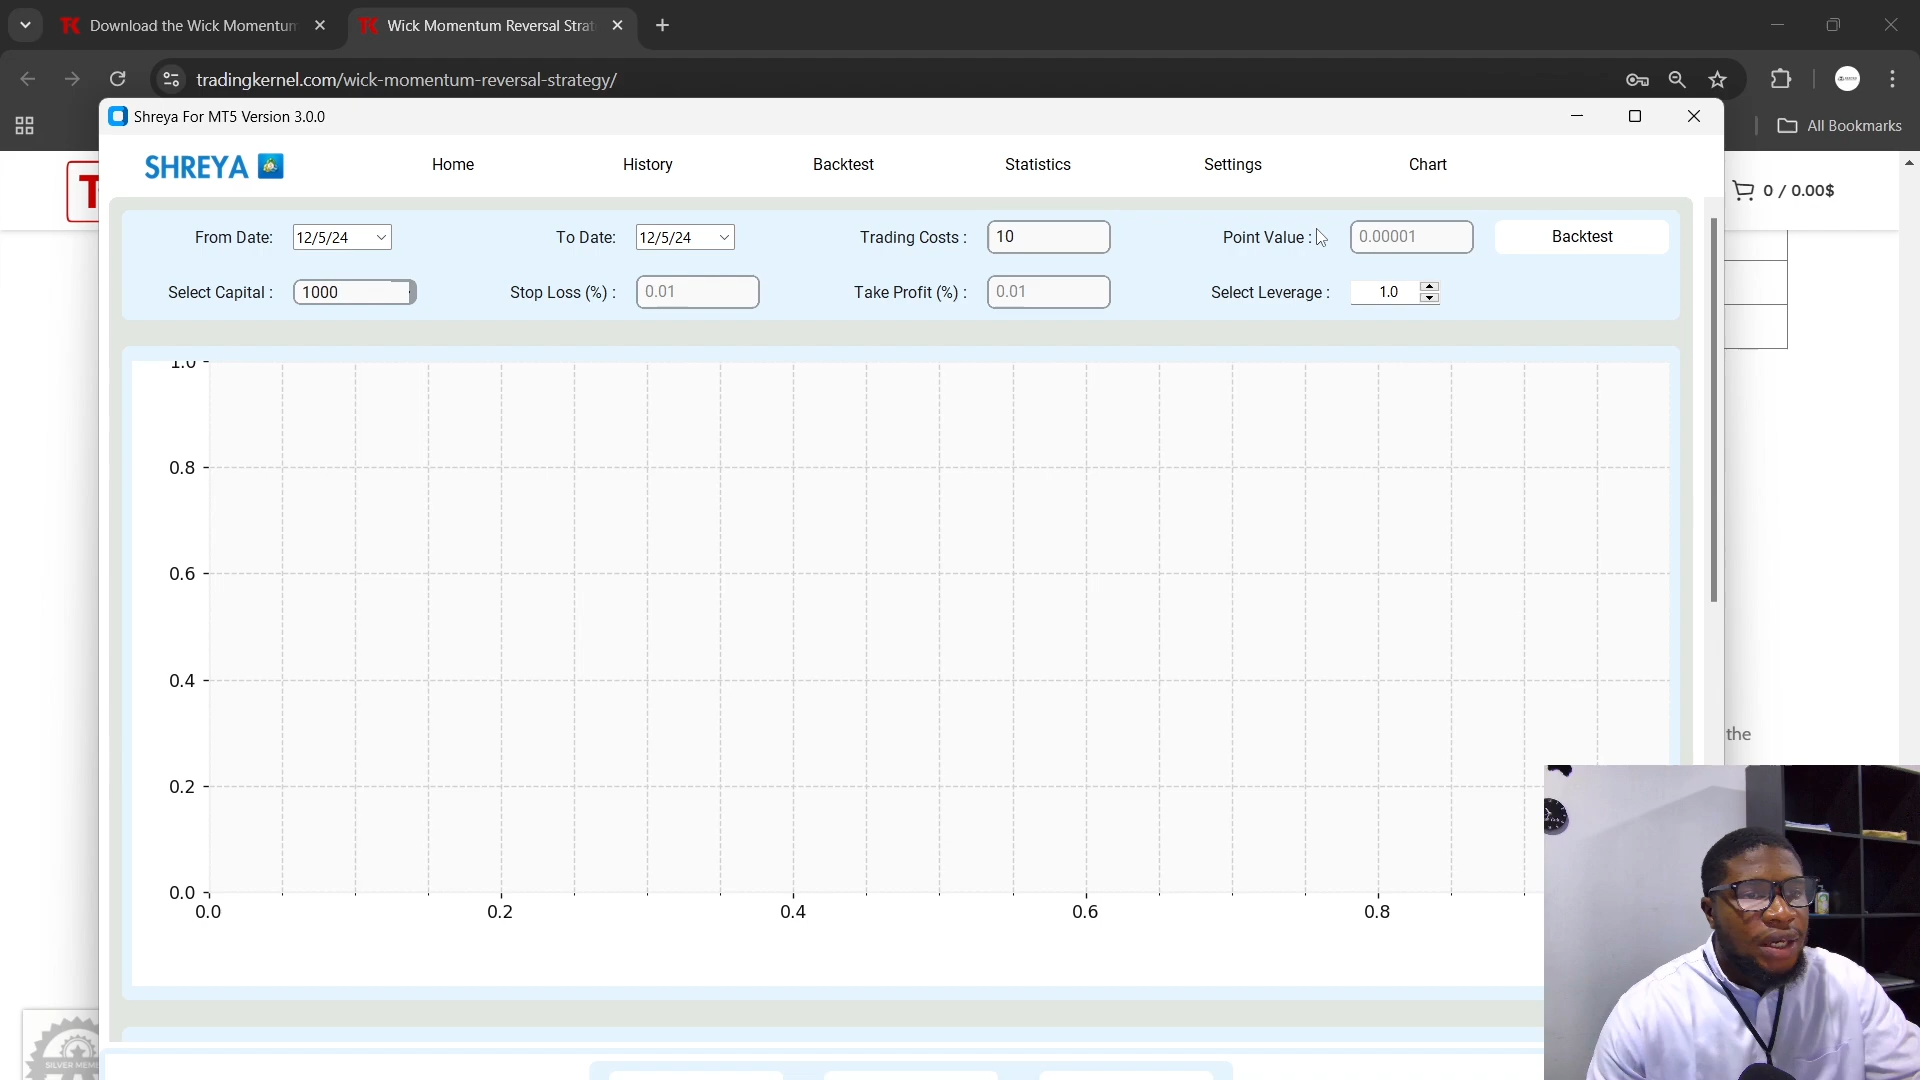 Download the Wick Momentum
Wick Momentum Reversal Strat
tradingkernel.com/wick-momentum-reversal-strategy/
All Bookmarks
Shreya For MT5 Version 3.0.0
SHREYA
Home
History
Backtest
Statistics
Settings
Chart
0 / 0.00$
From Date:
12/5/24
To Date:
12/5/24
Trading Costs :
10
Point Value :
0.00001
Backtest
Select Capital :
1000
Stop Loss (%) :
0.01
Take Profit (%) :
0.01
Select Leverage :
1.0
1.0
0.8
0.6
0.4
0.2
0.0
0.0
0.2
0.4
0.6
0.8
the
SILVER MEME